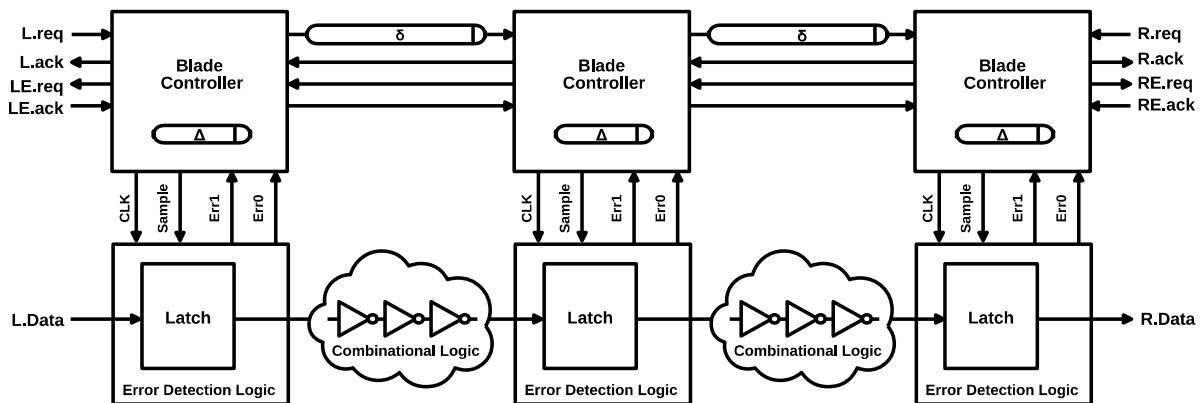 L.req
L.ack
LE.req
LE.ack
Blade
Controller
Δ
δ
Blade
Controller
Δ
δ
Blade
Controller
Δ
R.req
R.ack
RE.req
RE.ack
CLK
Sample
Err1
Err0
CLK
Sample
Err1
Err0
CLK
Sample
Err1
Err0
L.Data
Latch
Error Detection Logic
Combinational Logic
Latch
Error Detection Logic
Combinational Logic
Latch
Error Detection Logic
R.Data